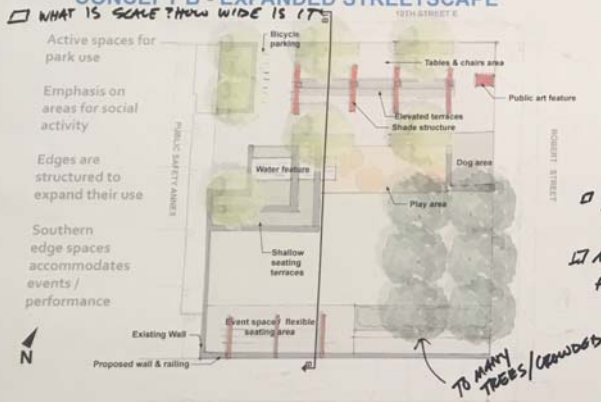 CONCEPT B - EXPANDED STREETSCAPE
WHAT IS SCALE? HOW WIDE IS IT
10TH STREET E
Active spaces for
park use
Emphasis on
areas for social
activity
Edges are
structured to
expand their use
Southern
edge spaces
accommodates
events /
performance
PUBLIC SAFETY ANNEX
Bicycle
parking
Tables & chairs area
Public art feature
Elevated terraces
Shade structure
ROBERT STREET
Water feature
Dog area
Play area
Shallow
seating
terraces
Event space / flexible
seating area
Existing Wall
Proposed wall & railing
N
TO MANY
TREES/CROWDED